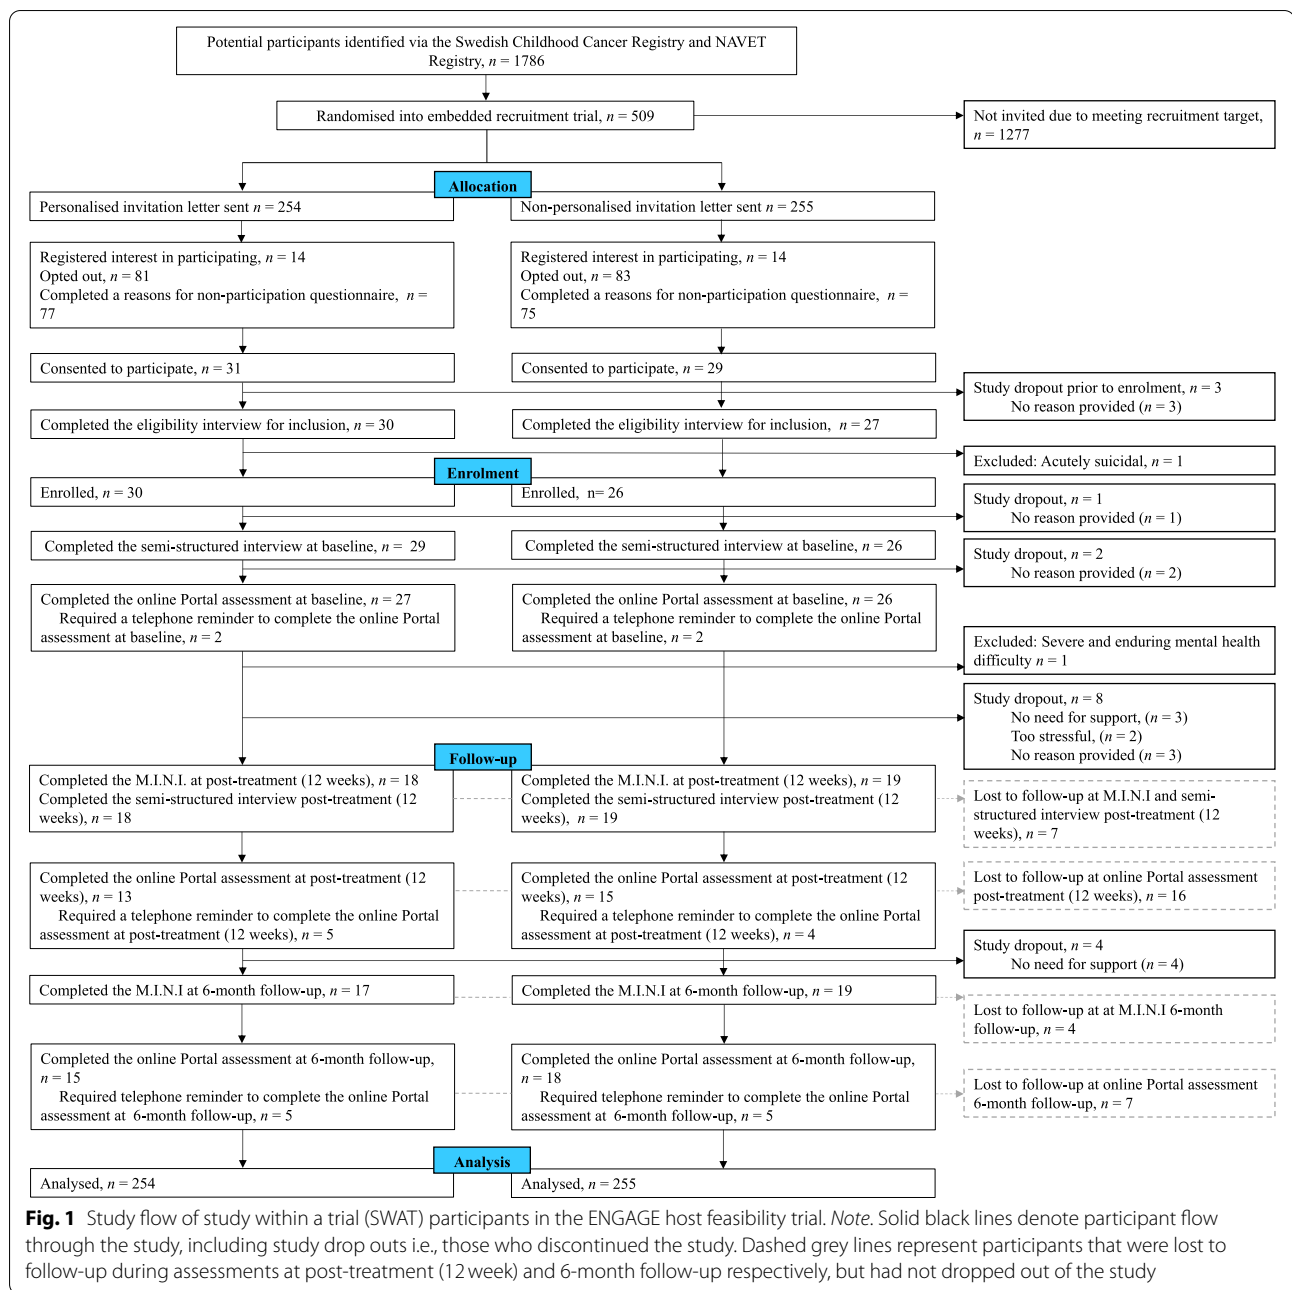 Potential participants identified via the Swedish Childhood Cancer Registry and NAVET
Registry, n = 1786
Randomised into embedded recruitment trial, n = 509
Not invited due to meeting recruitment target,
n = 1277
Allocation
Personalised invitation letter sent n = 254
Non-personalised invitation letter sent n = 255
Registered interest in participating, n = 14
Opted out, n = 81
Completed a reasons for non-participation questionnaire, n =
77
Registered interest in participating, n = 14
Opted out, n = 83
Completed a reasons for non-participation questionnaire, n =
75
Consented to participate, n = 31
Consented to participate, n = 29
Study dropout prior to enrolment, n = 3
No reason provided (n = 3)
Completed the eligibility interview for inclusion, n = 30
Completed the eligibility interview for inclusion, n = 27
Excluded: Acutely suicidal, n = 1
Enrolment
Enrolled, n = 30
Enrolled, n= 26
Study dropout, n = 1
No reason provided (n = 1)
Completed the semi-structured interview at baseline, n = 29
Completed the semi-structured interview at baseline, n = 26
Study dropout, n = 2
No reason provided (n = 2)
Completed the online Portal assessment at baseline, n = 27
Required a telephone reminder to complete the online Portal
assessment at baseline, n = 2
Completed the online Portal assessment at baseline, n = 26
Required a telephone reminder to complete the online Portal
assessment at baseline, n = 2
Excluded: Severe and enduring mental health
difficulty n = 1
Study dropout, n = 8
No need for support, (n = 3)
Too stressful, (n = 2)
No reason provided (n = 3)
Follow-up
Completed the M.I.N.I. at post-treatment (12 weeks), n = 18
Completed the semi-structured interview post-treatment (12
weeks), n = 18
Completed the M.I.N.I. at post-treatment (12 weeks), n = 19
Completed the semi-structured interview post-treatment (12
weeks), n = 19
Lost to follow-up at M.I.N.I and semi-
structured interview post-treatment (12
weeks), n = 7
Completed the online Portal assessment at post-treatment (12
weeks), n = 13
Required a telephone reminder to complete the online Portal
assessment at post-treatment (12 weeks), n = 5
Completed the online Portal assessment at post-treatment (12
weeks), n = 15
Required a telephone reminder to complete the online Portal
assessment at post-treatment (12 weeks), n = 4
Lost to follow-up at online Portal assessment
post-treatment (12 weeks), n = 16
Study dropout, n = 4
No need for support (n = 4)
Completed the M.I.N.I at 6-month follow-up, n = 17
Completed the M.I.N.I at 6-month follow-up, n = 19
Lost to follow-up at at M.I.N.I 6-month
follow-up, n = 4
Completed the online Portal assessment at 6-month follow-up,
n = 15
Required telephone reminder to complete the online Portal
assessment at 6-month follow-up, n = 5
Completed the online Portal assessment at 6-month follow-up,
n = 18
Required telephone reminder to complete the online Portal
assessment at 6-month follow-up, n = 5
Lost to follow-up at online Portal assessment
6-month follow-up, n = 7
Analysis
Analysed, n = 254
Analysed, n = 255
Fig. 1 Study flow of study within a trial (SWAT) participants in the ENGAGE host feasibility trial. Note. Solid black lines denote participant flow
through the study, including study drop outs i.e., those who discontinued the study. Dashed grey lines represent participants that were lost to
follow-up during assessments at post-treatment (12 week) and 6-month follow-up respectively, but had not dropped out of the study